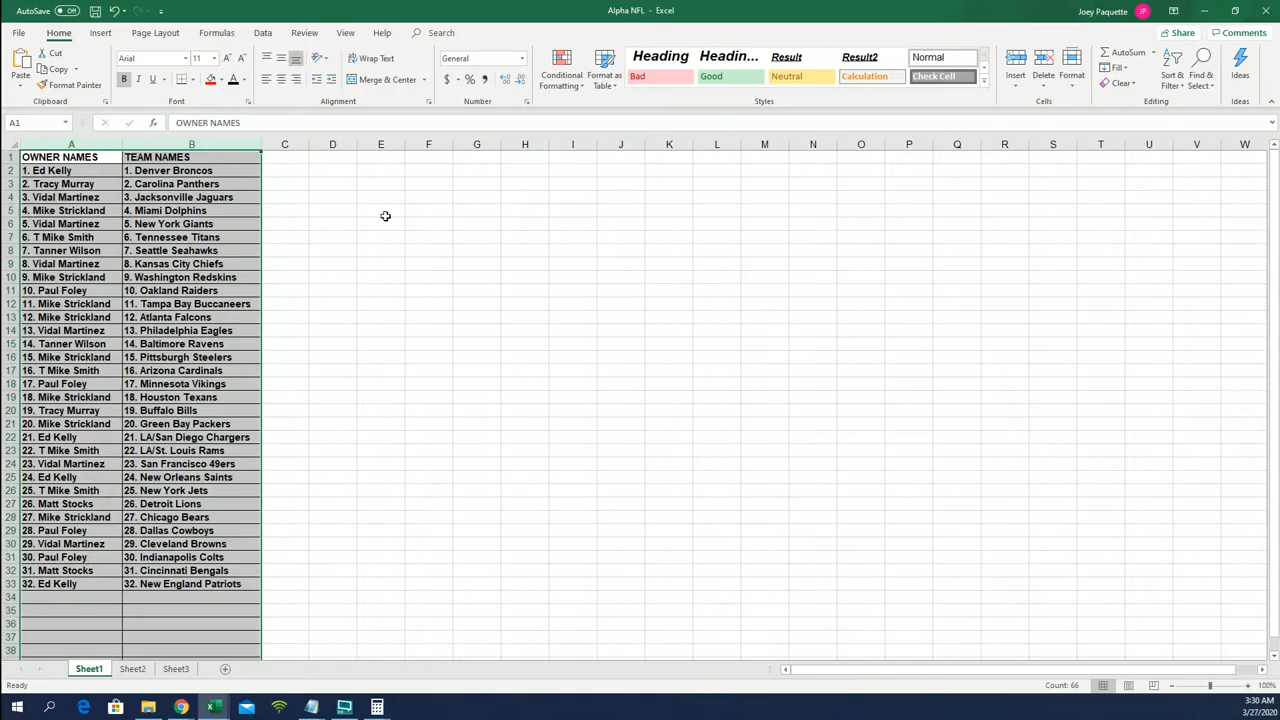 AutoSave Off Alpha NFL - Excel Joey Paquette JP
File Home Insert Page Layout Formulas Data Review View Help Search Share Comments
Paste Cut Copy Format Painter Clipboard
Arial 11 B I U Font
Wrap Text Merge & Center Alignment
General $ % Number
Conditional Formatting Format as Table
Heading Headin... Result Result2 Normal
Bad Good Neutral Calculation Check Cell
Styles
Insert Delete Format Cells
AutoSum Fill Clear Sort & Filter Find & Select Editing
Ideas Ideas
A1 fx OWNER NAMES
A B C D E F G H I J K L M N O P Q R S T U V W
1 OWNER NAMES TEAM NAMES
2 1. Ed Kelly 1. Denver Broncos
3 2. Tracy Murray 2. Carolina Panthers
4 3. Vidal Martinez 3. Jacksonville Jaguars
5 4. Mike Strickland 4. Miami Dolphins
6 5. Vidal Martinez 5. New York Giants
7 6. T Mike Smith 6. Tennessee Titans
8 7. Tanner Wilson 7. Seattle Seahawks
9 8. Vidal Martinez 8. Kansas City Chiefs
10 9. Mike Strickland 9. Washington Redskins
11 10. Paul Foley 10. Oakland Raiders
12 11. Mike Strickland 11. Tampa Bay Buccaneers
13 12. Mike Strickland 12. Atlanta Falcons
14 13. Vidal Martinez 13. Philadelphia Eagles
15 14. Tanner Wilson 14. Baltimore Ravens
16 15. Mike Strickland 15. Pittsburgh Steelers
17 16. T Mike Smith 16. Arizona Cardinals
18 17. Paul Foley 17. Minnesota Vikings
19 18. Mike Strickland 18. Houston Texans
20 19. Tracy Murray 19. Buffalo Bills
21 20. Mike Strickland 20. Green Bay Packers
22 21. Ed Kelly 21. LA/San Diego Chargers
23 22. T Mike Smith 22. LA/St. Louis Rams
24 23. Vidal Martinez 23. San Francisco 49ers
25 24. Ed Kelly 24. New Orleans Saints
26 25. T Mike Smith 25. New York Jets
27 26. Matt Stocks 26. Detroit Lions
28 27. Mike Strickland 27. Chicago Bears
29 28. Paul Foley 28. Dallas Cowboys
30 29. Vidal Martinez 29. Cleveland Browns
31 30. Paul Foley 30. Indianapolis Colts
32 31. Matt Stocks 31. Cincinnati Bengals
33 32. Ed Kelly 32. New England Patriots
34
35
36
37
38
Sheet1 Sheet2 Sheet3
Ready Count: 66 100%
3:30 AM
3/27/2020